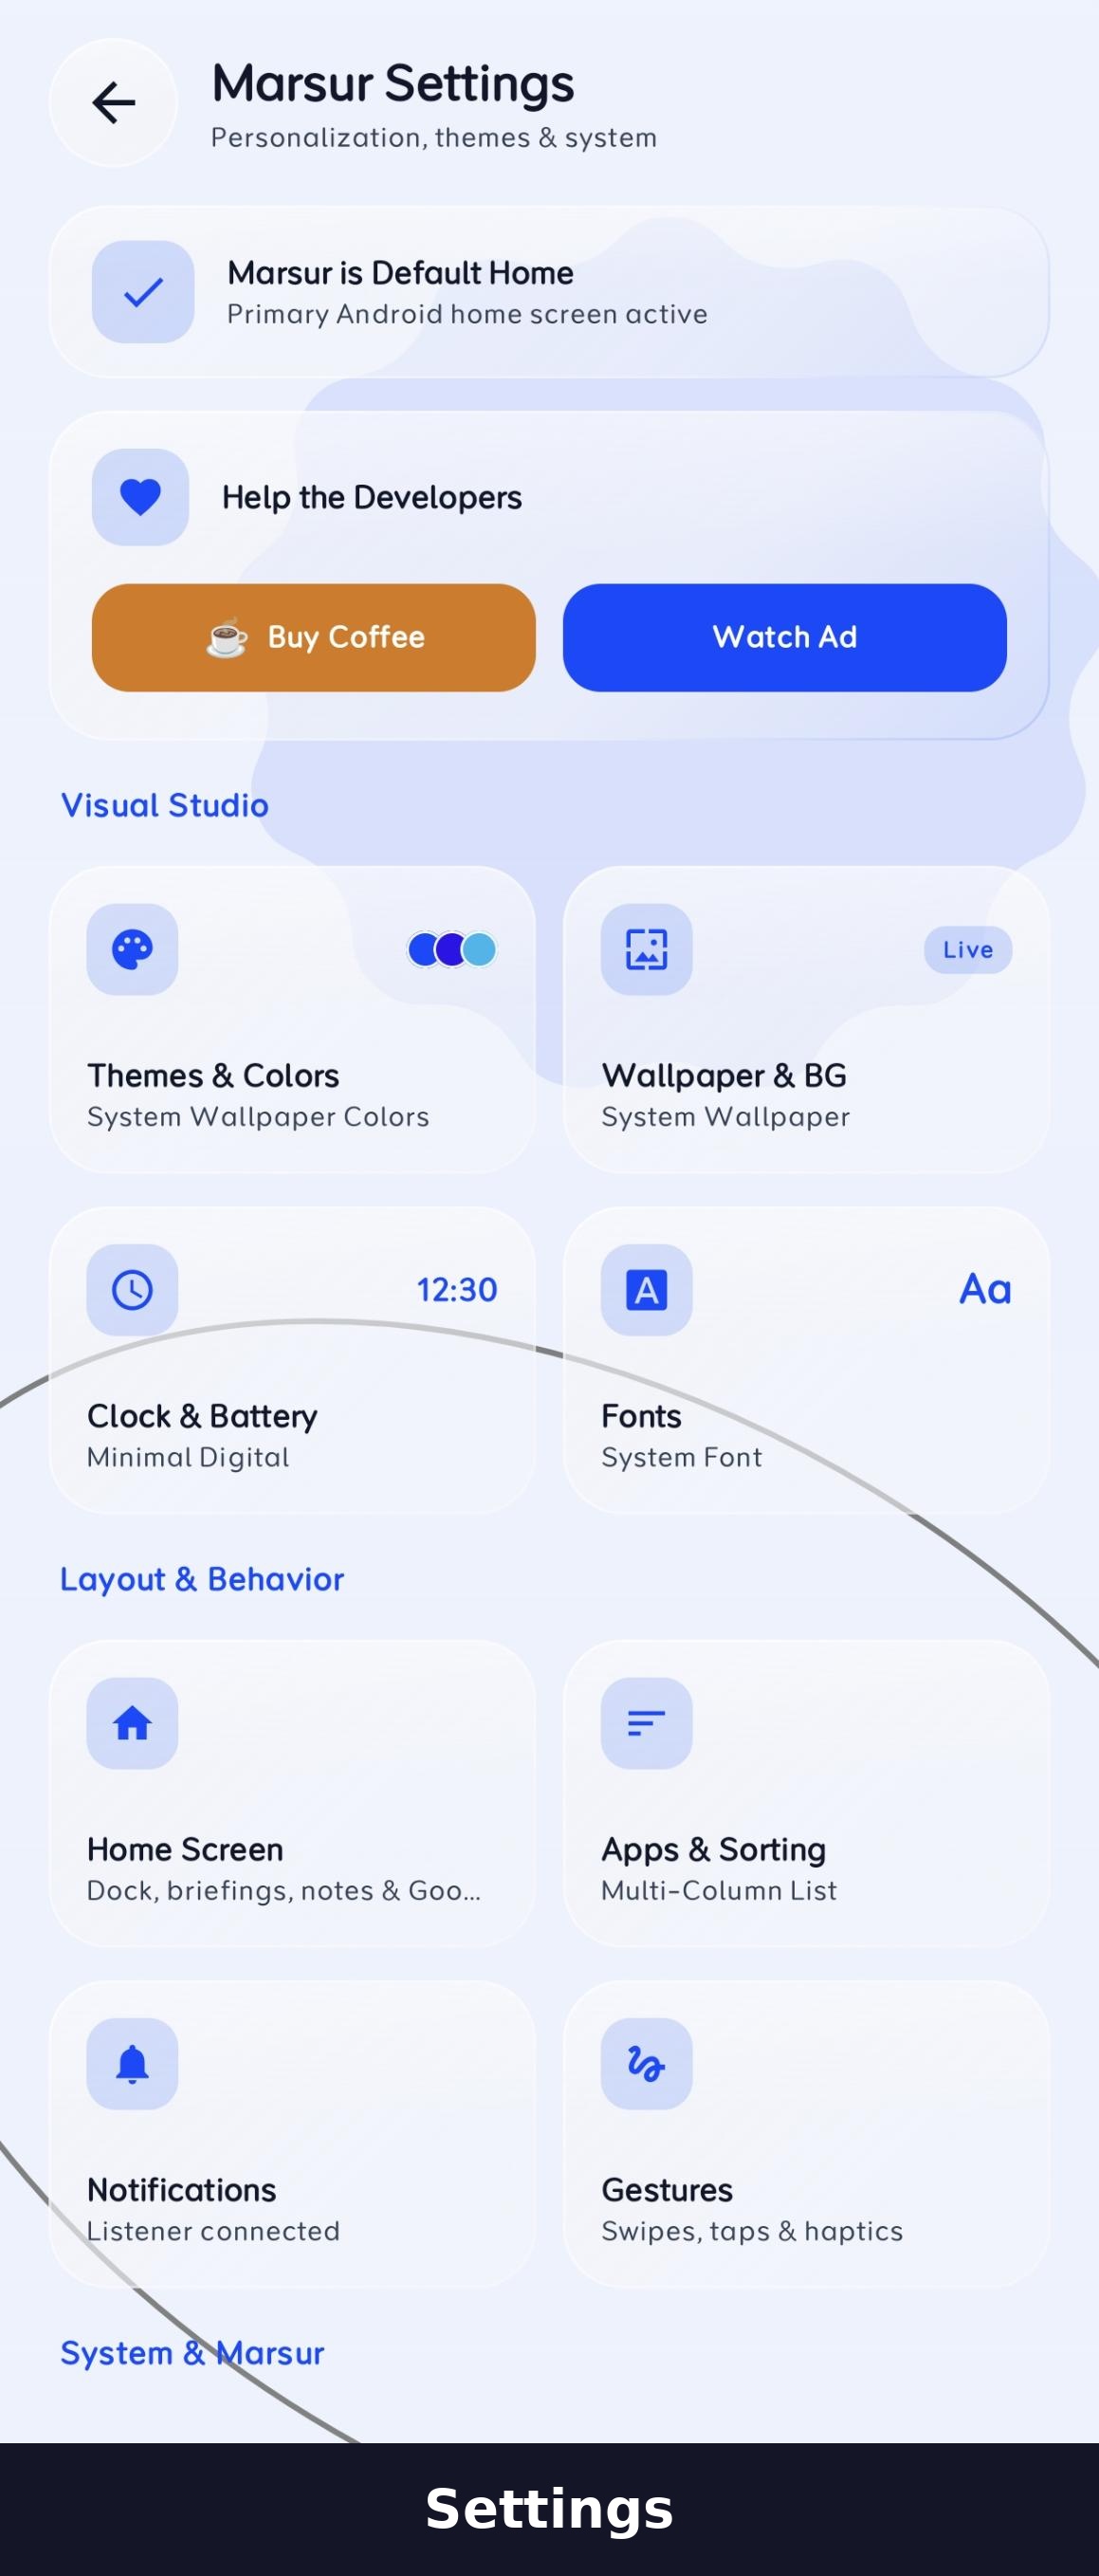 Marsur Settings
Personalization, themes & system
Marsur is Default Home
Primary Android home screen active
Help the Developers
☕ Buy Coffee
Watch Ad
Visual Studio
Themes & Colors
System Wallpaper Colors
Live
Wallpaper & BG
System Wallpaper
12:30
Clock & Battery
Minimal Digital
A
Aa
Fonts
System Font
Layout & Behavior
Home Screen
Dock, briefings, notes & Goo...
Apps & Sorting
Multi-Column List
Notifications
Listener connected
Gestures
Swipes, taps & haptics
System & Marsur
Settings